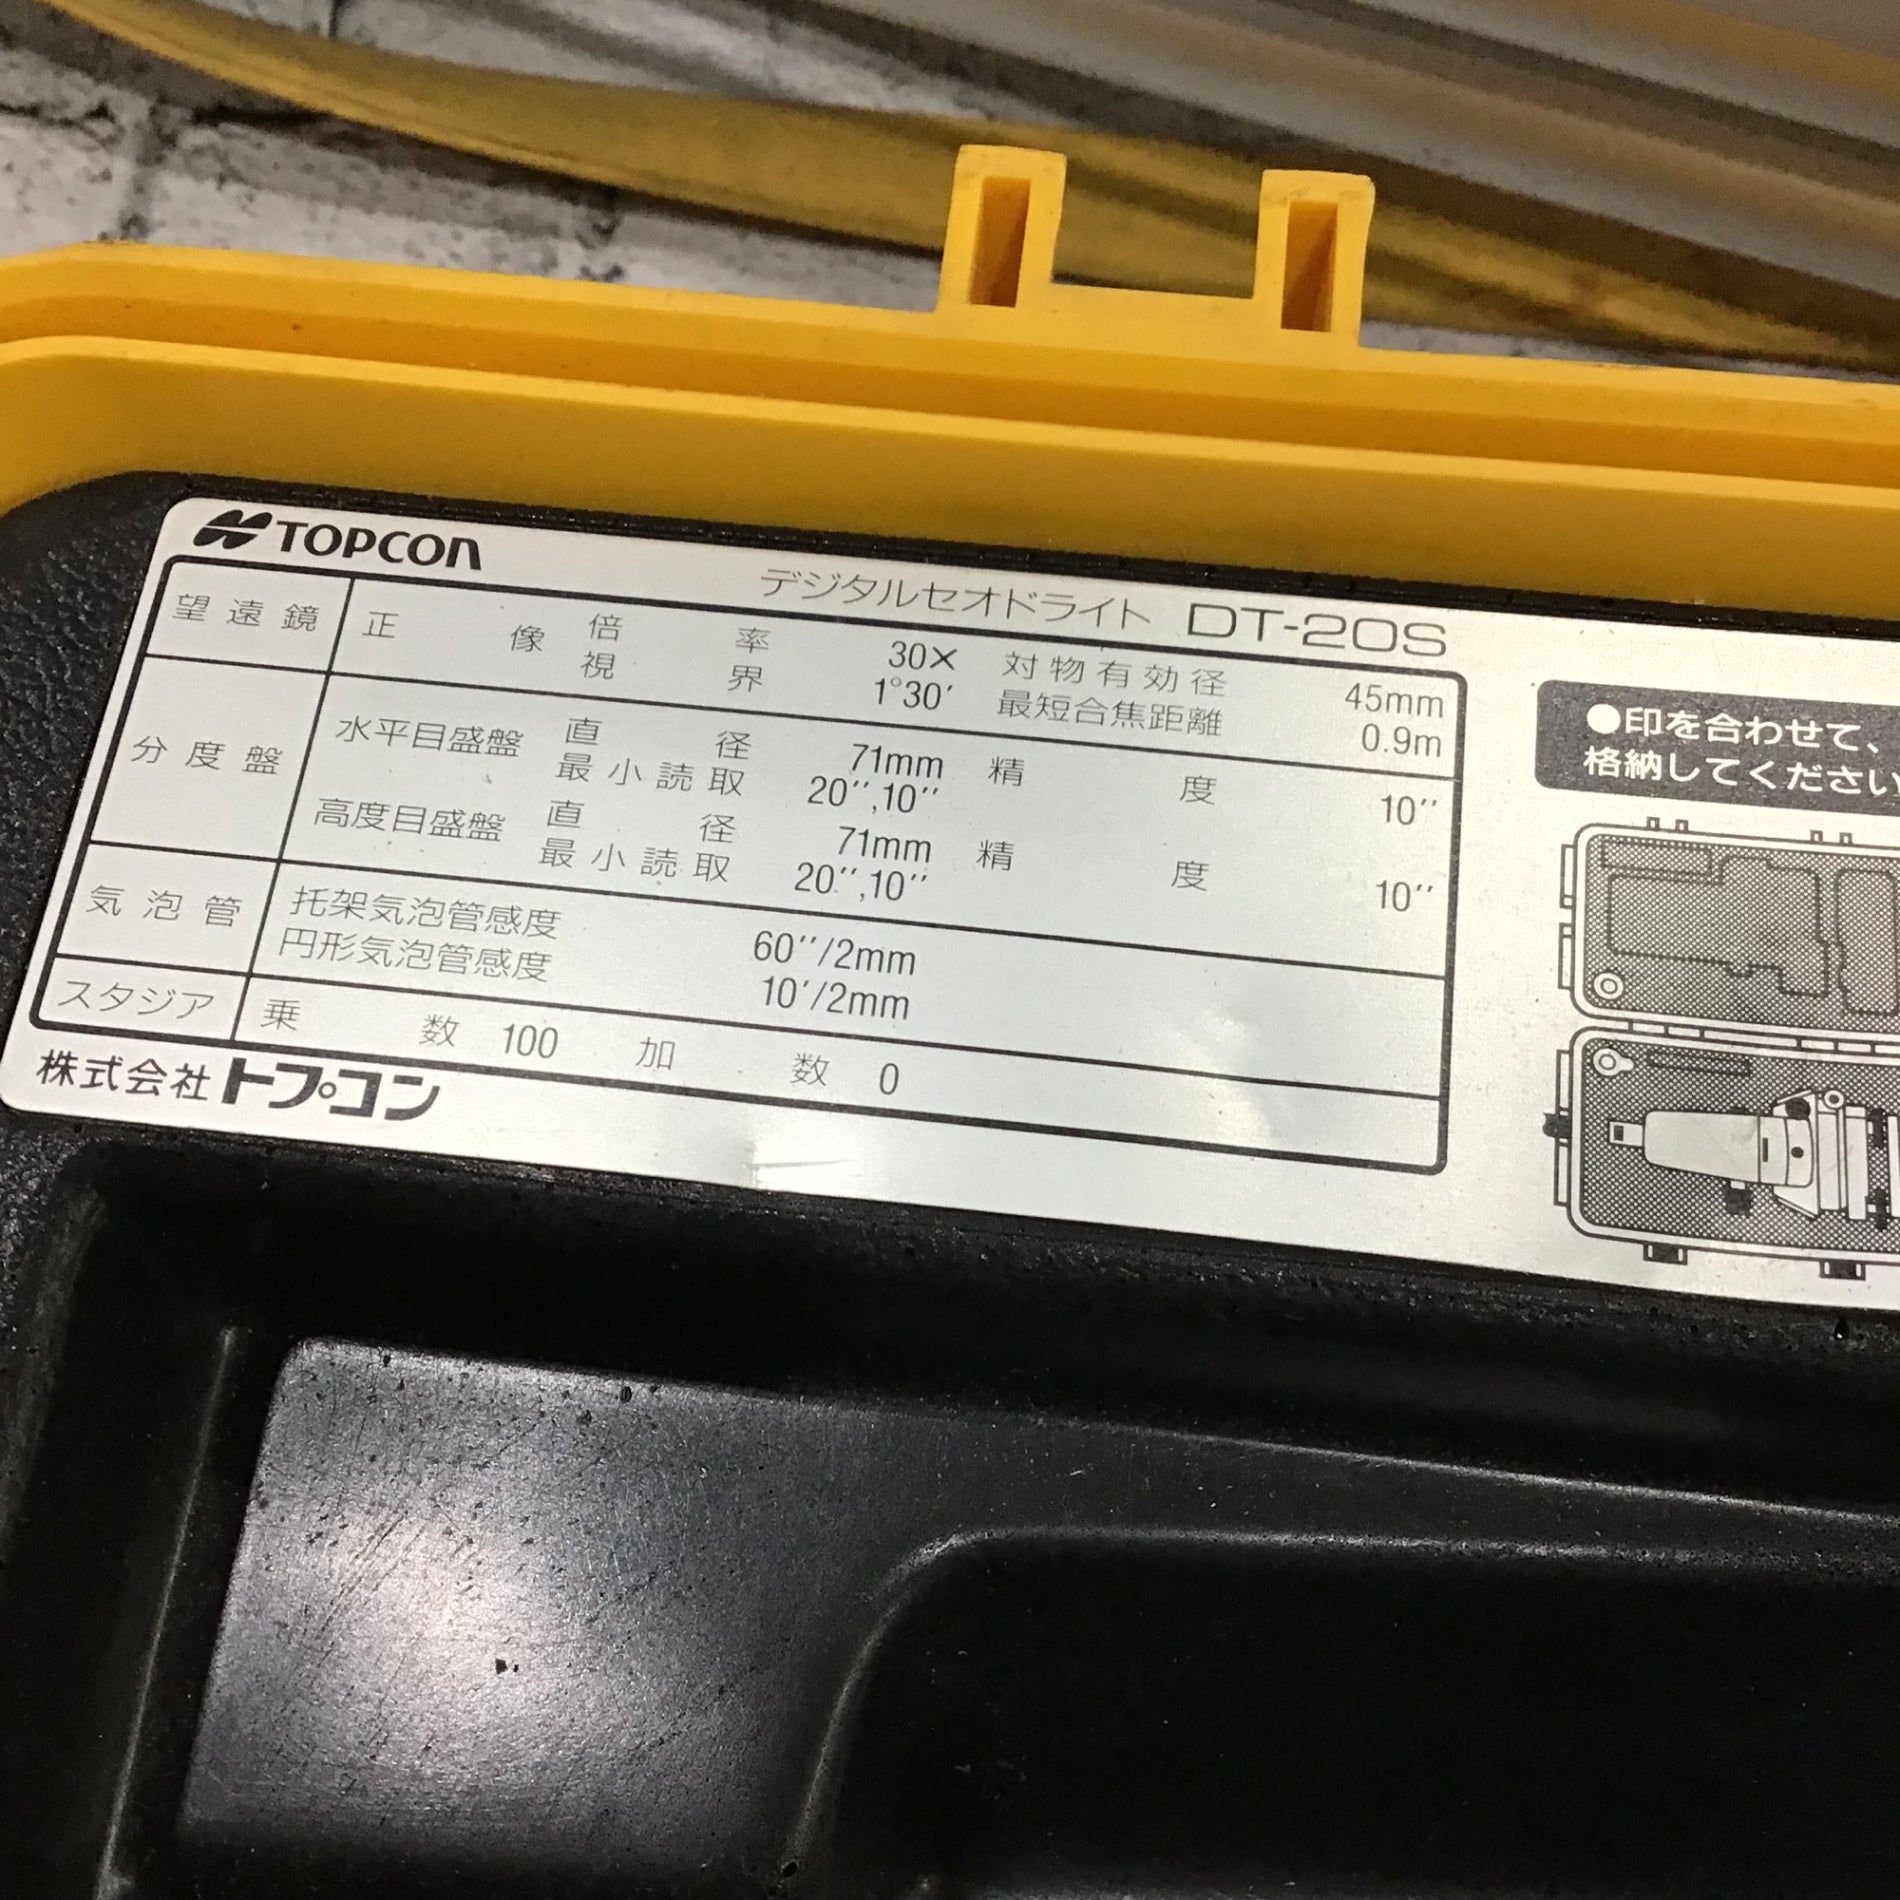 TOPCON
デジタルセオドライト DT-20S
望遠鏡 正像 倍率 30× 対物有効径 45mm
視界 1°30′ 最短合焦距離 0.9m
分度盤 水平目盛盤 直径 71mm 精度 10″
最小読取 20″,10″
高度目盛盤 直径 71mm 精度 10″
最小読取 20″,10″
気泡管 托架気泡管感度 60″/2mm
円形気泡管感度 10′/2mm
スタジア 乗数 100 加数 0
株式会社トプコン
●印を合わせて、
格納してください